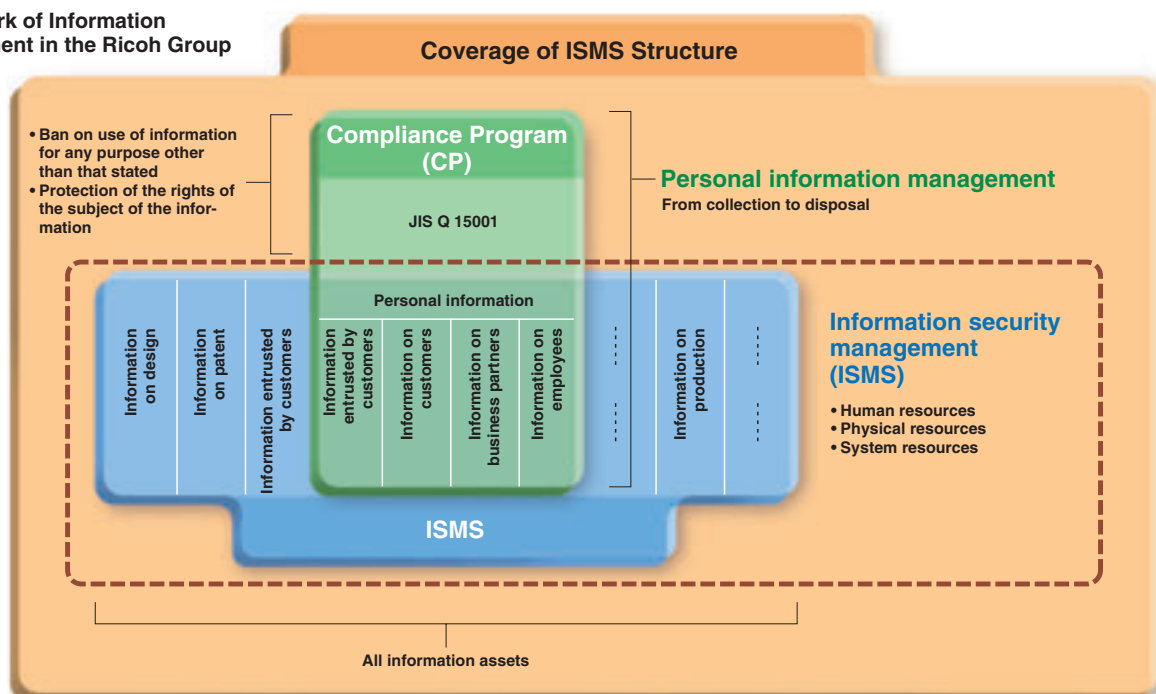 rk of Information
ent in the Ricoh Group
Coverage of ISMS Structure
• Ban on use of information
for any purpose other
than that stated
• Protection of the rights of
the subject of the infor-
mation
Compliance Program
(CP)
JIS Q 15001
Personal information management
From collection to disposal
Personal information
Information
on design
Information
on patent
Information entrusted
by customers
Information
entrusted by
customers
Information on
customers
Information on
business partners
Information on
employees
Information on
production
Information security
management
(ISMS)
• Human resources
• Physical resources
• System resources
ISMS
All information assets